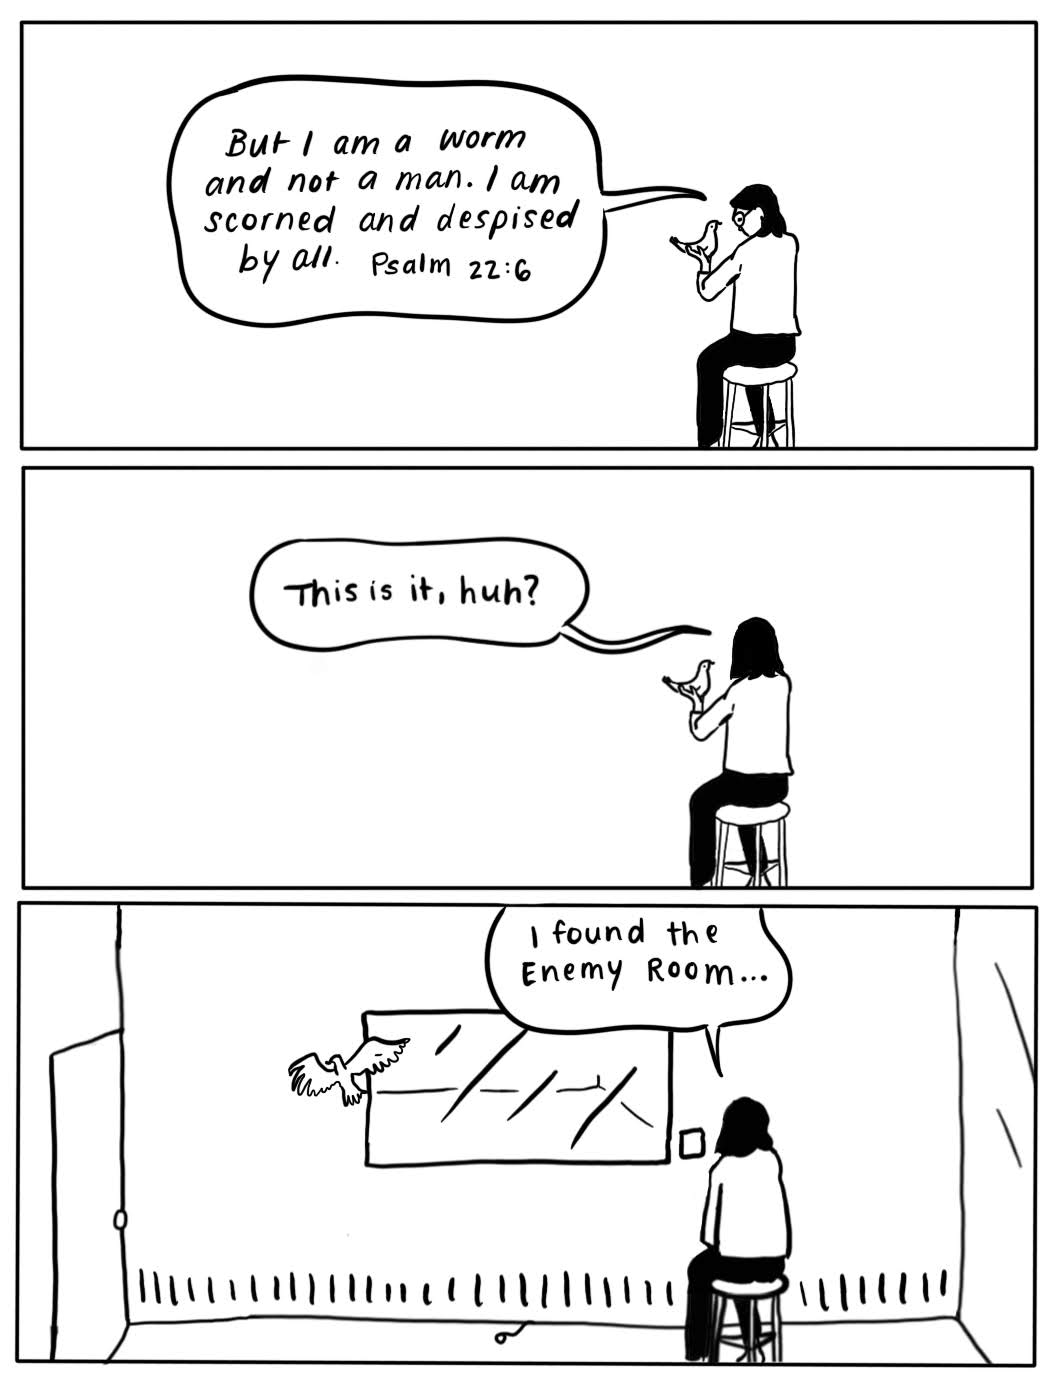 But I am a worm
and not a man. I am
scorned and despised
by all. Psalm 22:6
This is it, huh?
I found the
Enemy Room...